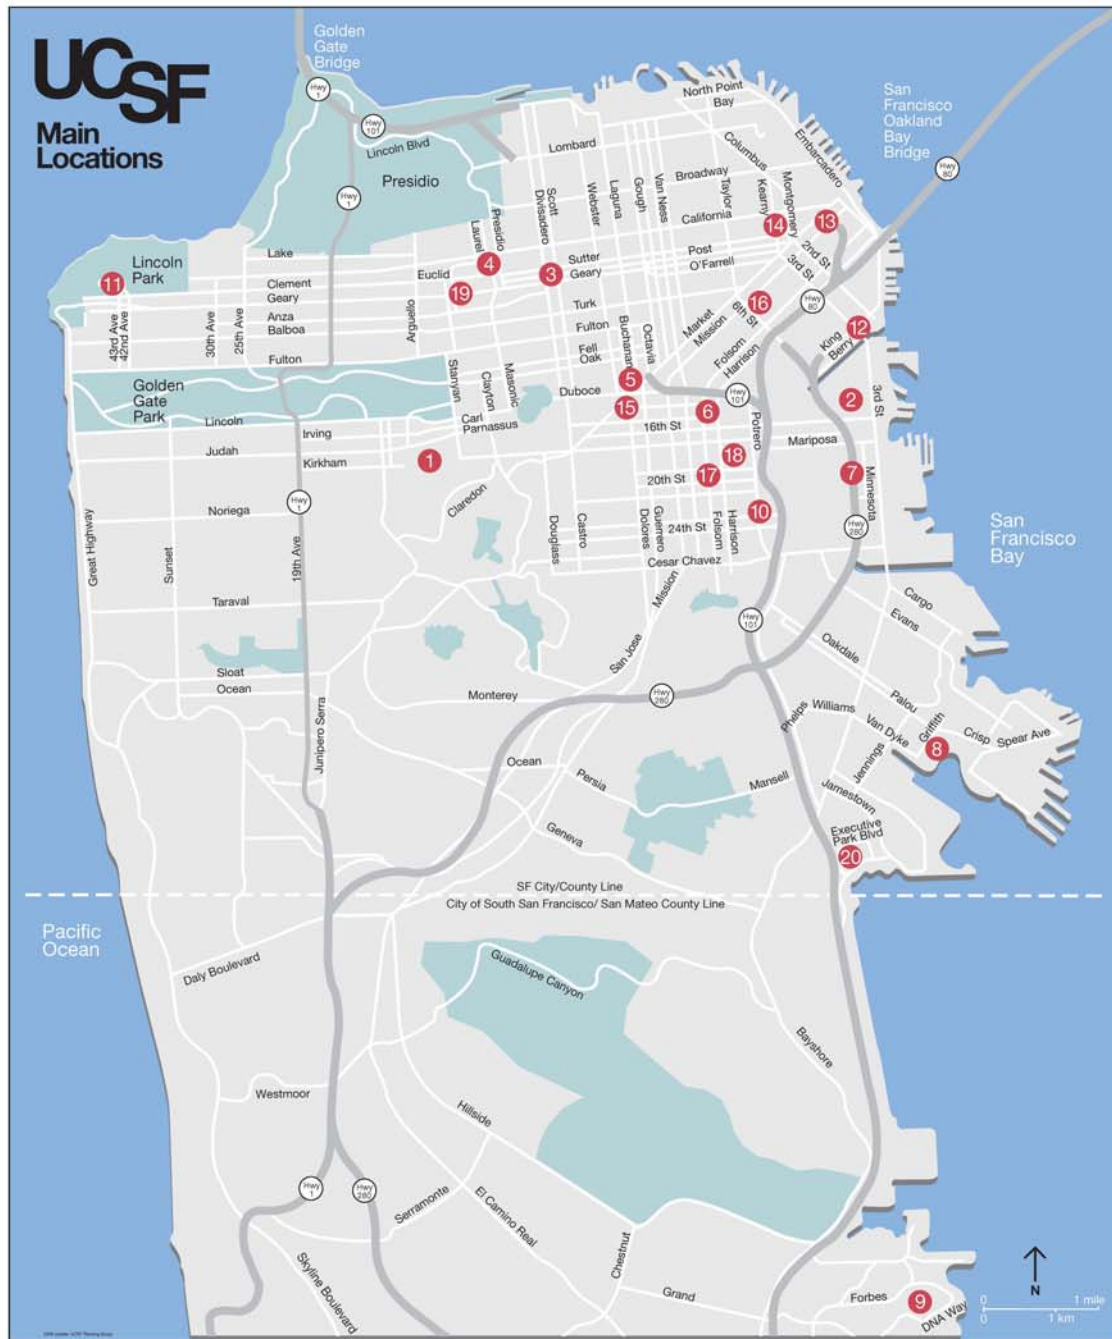 UCSF
Main
Locations
Golden
Gate
Bridge
Hwy
1
Hwy
101
Lincoln Blvd
Presidio
Hwy
1
North Point
Bay
Lombard
Columbus
Embarcadero
Broadway
San
Francisco
Oakland
Bay
Bridge
Hwy
80
Scott
Divisadero
Webster
Laguna
Gough
Van Ness
Taylor
Kearny
Montgomery
California
Presidio
Laurel
14
13
2nd St
3rd St
Lincoln
Park
11
Lake
Clement
Geary
Anza
Balboa
Fulton
43rd Ave
42nd Ave
30th Ave
25th Ave
Arguello
Euclid
4
19
3
Sutter
Geary
Post
O'Farrell
Turk
Fulton
Fell
Oak
Market
Mission
16
6th St
Folsom
Harrison
Hwy
80
12
King
Berry
Buchanan
Octavia
Golden
Gate
Park
Lincoln
Stanyan
Clayton
Masonic
Duboce
5
15
6
Hwy
101
2
3rd St
Irving
Judah
Kirkham
Carl
Parnassus
16th St
Potrero
Mariposa
1
18
17
7
20th St
Minnesota
Claredon
Hwy
1
Noriega
Great Highway
Sunset
19th Ave
Douglass
Castro
Dolores
Guerrero
24th St
Folsom
Harrison
10
Hwy
280
Cesar Chavez
Mission
San
Francisco
Bay
Taraval
San Jose
Hwy
101
Cargo
Evans
Oakdale
Sloat
Ocean
Monterey
Hwy
280
Junipero Serra
Phelps
Williams
Van Dyke
Palou
Griffith
Crisp
Spear Ave
8
Jennings
Jamestown
Ocean
Persia
Mansell
Geneva
Executive
Park Blvd
20
SF City/County Line
City of South San Francisco/ San Mateo County Line
Pacific
Ocean
Daly Boulevard
Guadalupe Canyon
Bayshore
Westmoor
Hillside
Hwy
1
Hwy
280
Serramonte
El Camino Real
Chestnut
Skyline Boulevard
Grand
Forbes
9
DNA Way
N
0
1 mile
0
1 km